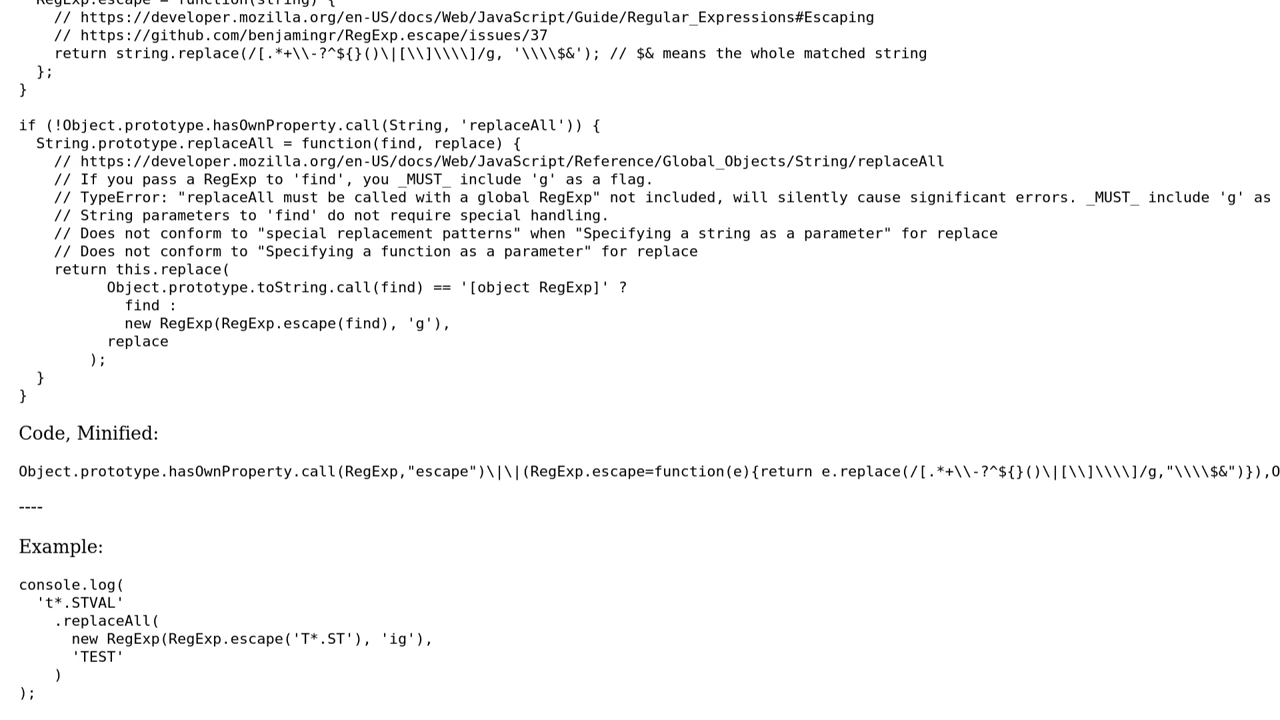 RegExp.escape = function(string) {
// https://developer.mozilla.org/en-US/docs/Web/JavaScript/Guide/Regular_Expressions#Escaping
// https://github.com/benjamingr/RegExp.escape/issues/37
return string.replace(/[.*+\\-?^${}()\|[\\]\\\\]/g, '\\\\$&'); // $& means the whole matched string
};
}
if (!Object.prototype.hasOwnProperty.call(String, 'replaceAll')) {
String.prototype.replaceAll = function(find, replace) {
// https://developer.mozilla.org/en-US/docs/Web/JavaScript/Reference/Global_Objects/String/replaceAll
// If you pass a RegExp to 'find', you _MUST_ include 'g' as a flag.
// TypeError: "replaceAll must be called with a global RegExp" not included, will silently cause significant errors. _MUST_ include 'g' as
// String parameters to 'find' do not require special handling.
// Does not conform to "special replacement patterns" when "Specifying a string as a parameter" for replace
// Does not conform to "Specifying a function as a parameter" for replace
return this.replace(
Object.prototype.toString.call(find) == '[object RegExp]' ?
find :
new RegExp(RegExp.escape(find), 'g'),
replace
);
}
}
Code, Minified:
Object.prototype.hasOwnProperty.call(RegExp,"escape")\|\|(RegExp.escape=function(e){return e.replace(/[.*+\\-?^${}()\|[\\]\\\\]/g,"\\\\$&")}),O
----
Example:
console.log(
't*.STVAL'
.replaceAll(
new RegExp(RegExp.escape('T*.ST'), 'ig'),
'TEST'
)
);